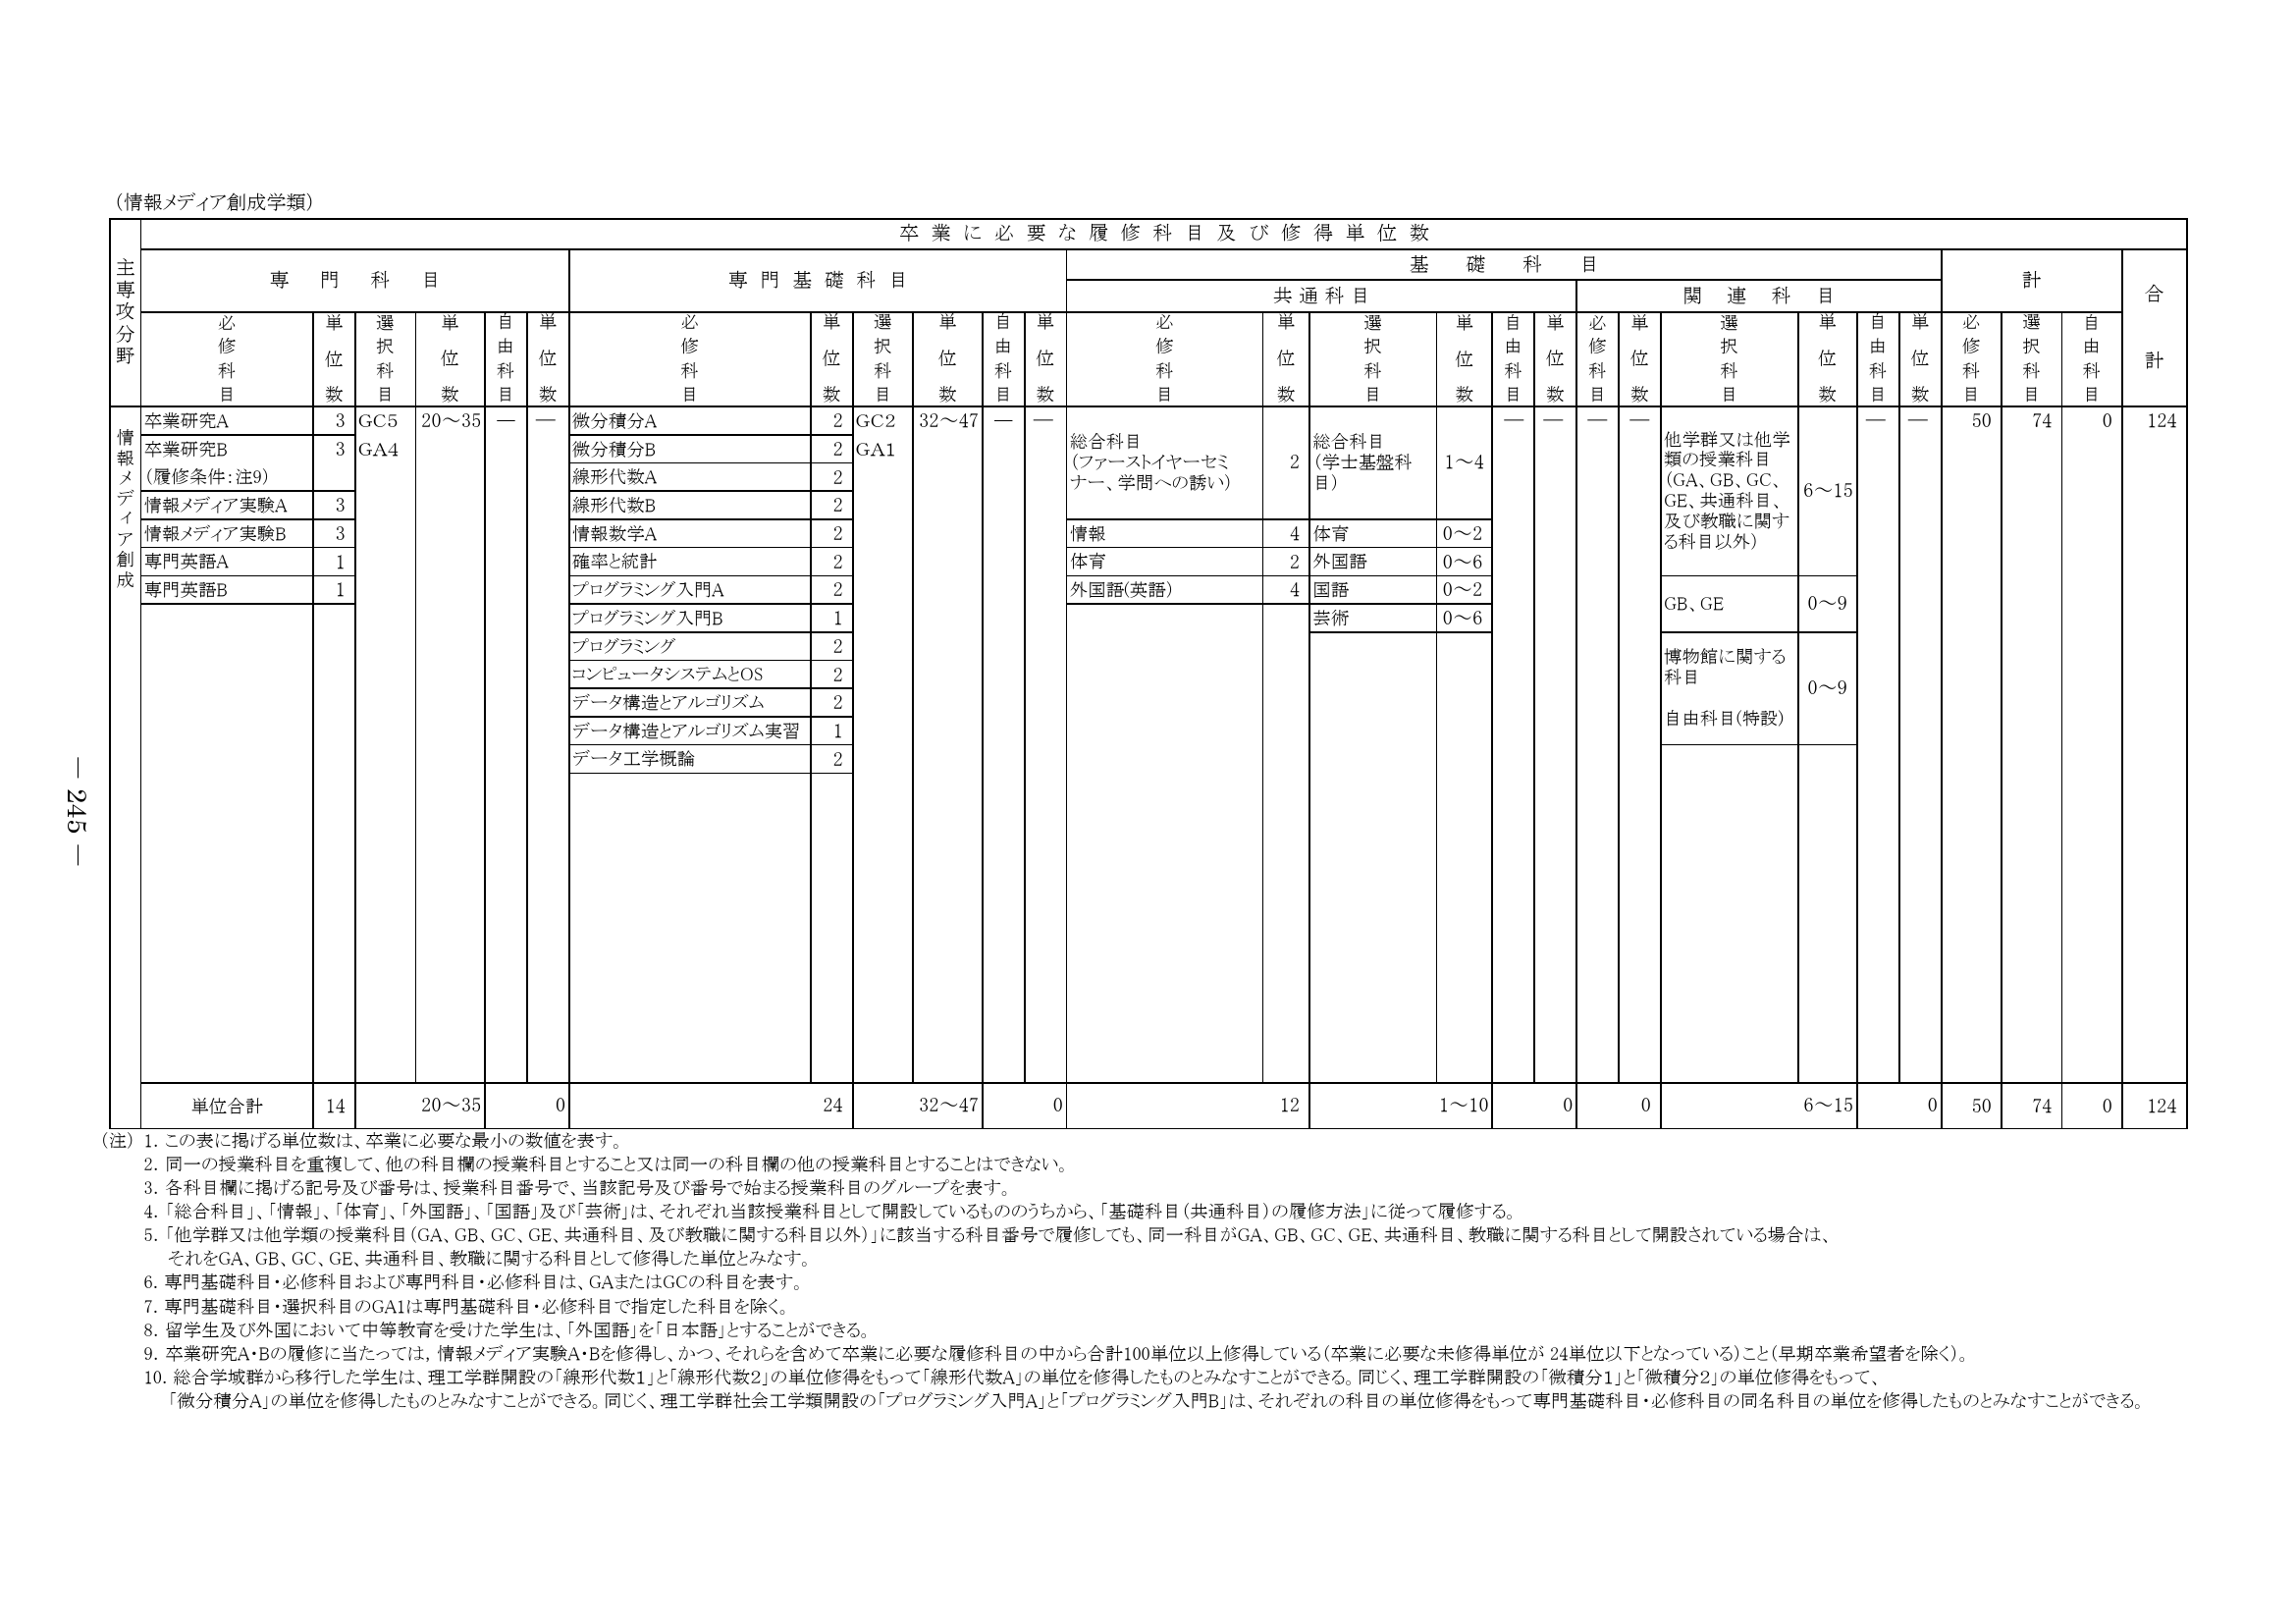 （情報メディア創成学類）
卒業に必要な履修科目及び修得単位数
主専攻分野
専門科目
専門基礎科目
基礎科目
計
合計
共通科目
関連科目
必修科目 単位数 選択科目 単位数 自由科目 単位数 必修科目 単位数 選択科目 単位数 自由科目 単位数 必修科目 単位数 選択科目 単位数 自由科目 単位数 必修科目 単位数 選択科目 単位数 自由科目 単位数 必修科目 選択科目 自由科目
情報メディア創成
卒業研究A 3
卒業研究B 3
（履修条件：注9）
情報メディア実験A 3
情報メディア実験B 3
専門英語A 1
専門英語B 1
GC5 20～35 ― ―
GA4
微分積分A 2
微分積分B 2
線形代数A 2
線形代数B 2
情報数学A 2
確率と統計 2
プログラミング入門A 2
プログラミング入門B 1
プログラミング 2
コンピュータシステムとOS 2
データ構造とアルゴリズム 2
データ構造とアルゴリズム実習 1
データ工学概論 2
GC2 32～47 ― ―
GA1
総合科目
（ファーストイヤーセミ
ナー、学問への誘い） 2
情報 4
体育 2
外国語(英語) 4
総合科目
（学士基盤科
目） 1～4
体育 0～2
外国語 0～6
国語 0～2
芸術 0～6
― ― ― ―
他学群又は他学
類の授業科目
（GA、GB、GC、
GE、共通科目、
及び教職に関す
る科目以外） 6～15
GB、GE 0～9
博物館に関する
科目
自由科目(特設) 0～9
― ― 50 74 0 124
単位合計 14 20～35 0 24 32～47 0 12 1～10 0 0 6～15 0 50 74 0 124
（注） 1. この表に掲げる単位数は、卒業に必要な最小の数値を表す。
2. 同一の授業科目を重複して、他の科目欄の授業科目とすること又は同一の科目欄の他の授業科目とすることはできない。
3. 各科目欄に掲げる記号及び番号は、授業科目番号で、当該記号及び番号で始まる授業科目のグループを表す。
4.「総合科目」、「情報」、「体育」、「外国語」、「国語」及び「芸術」は、それぞれ当該授業科目として開設しているもののうちから、「基礎科目（共通科目）の履修方法」に従って履修する。
5.「他学群又は他学類の授業科目（GA、GB、GC、GE、共通科目、及び教職に関する科目以外）」に該当する科目番号で履修しても、同一科目がGA、GB、GC、GE、共通科目、教職に関する科目として開設されている場合は、
それをGA、GB、GC、GE、共通科目、教職に関する科目として修得した単位とみなす。
6. 専門基礎科目・必修科目および専門科目・必修科目は、GAまたはGCの科目を表す。
7. 専門基礎科目・選択科目のGA1は専門基礎科目・必修科目で指定した科目を除く。
8. 留学生及び外国において中等教育を受けた学生は、「外国語」を「日本語」とすることができる。
9. 卒業研究A・Bの履修に当たっては, 情報メディア実験A・Bを修得し、かつ、それらを含めて卒業に必要な履修科目の中から合計100単位以上修得している（卒業に必要な未修得単位が 24単位以下となっている）こと（早期卒業希望者を除く）。
10. 総合学域群から移行した学生は、理工学群開設の「線形代数1」と「線形代数2」の単位修得をもって「線形代数A」の単位を修得したものとみなすことができる。同じく、理工学群開設の「微積分1」と「微積分2」の単位修得をもって、
「微分積分A」の単位を修得したものとみなすことができる。同じく、理工学群社会工学類開設の「プログラミング入門A」と「プログラミング入門B」は、それぞれの科目の単位修得をもって専門基礎科目・必修科目の同名科目の単位を修得したものとみなすことができる。
― 245 ―